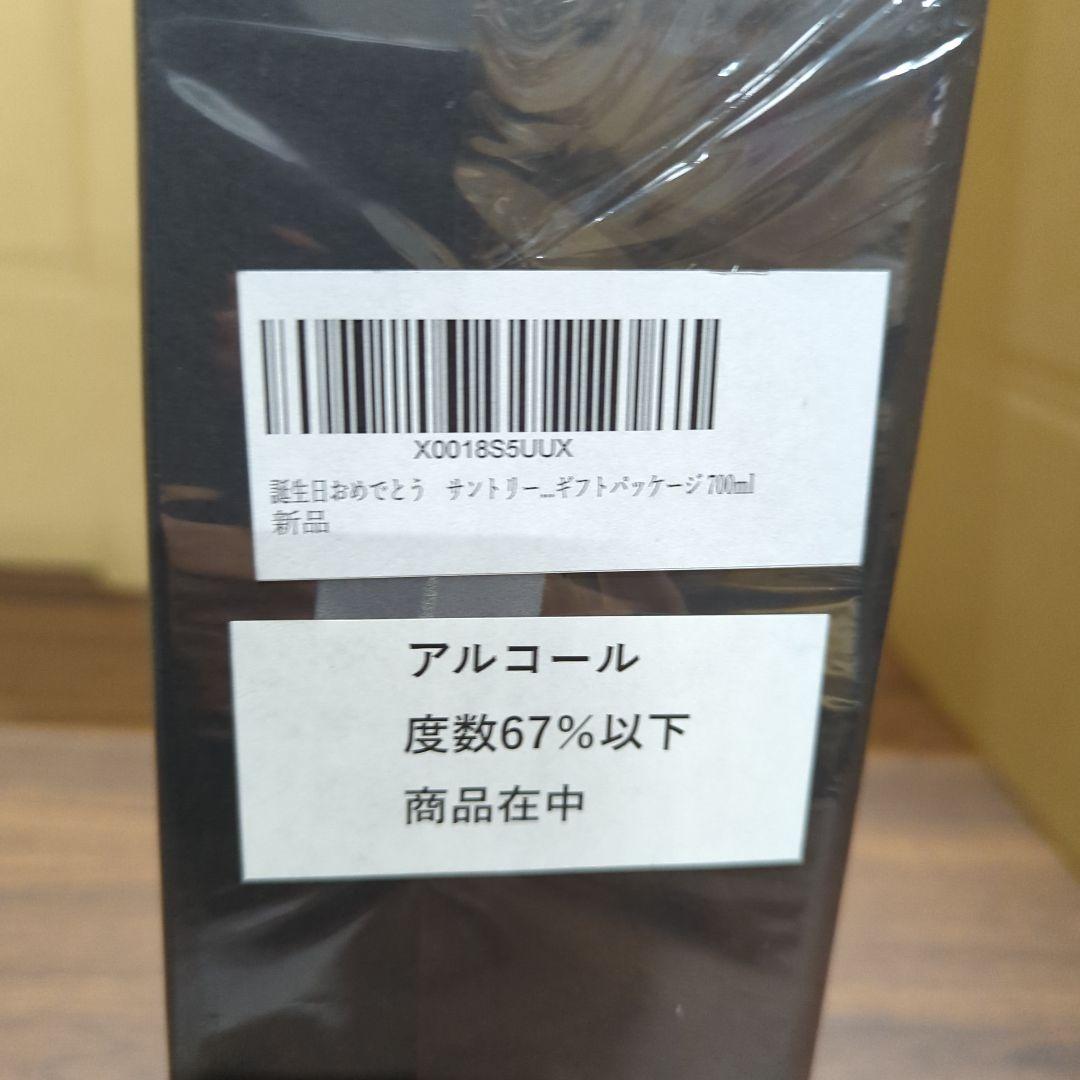 X0018S5UUX
誕生日おめでとう　サントリー...ギフトパッケージ 700ml
新品
アルコール
度数67%以下
商品在中